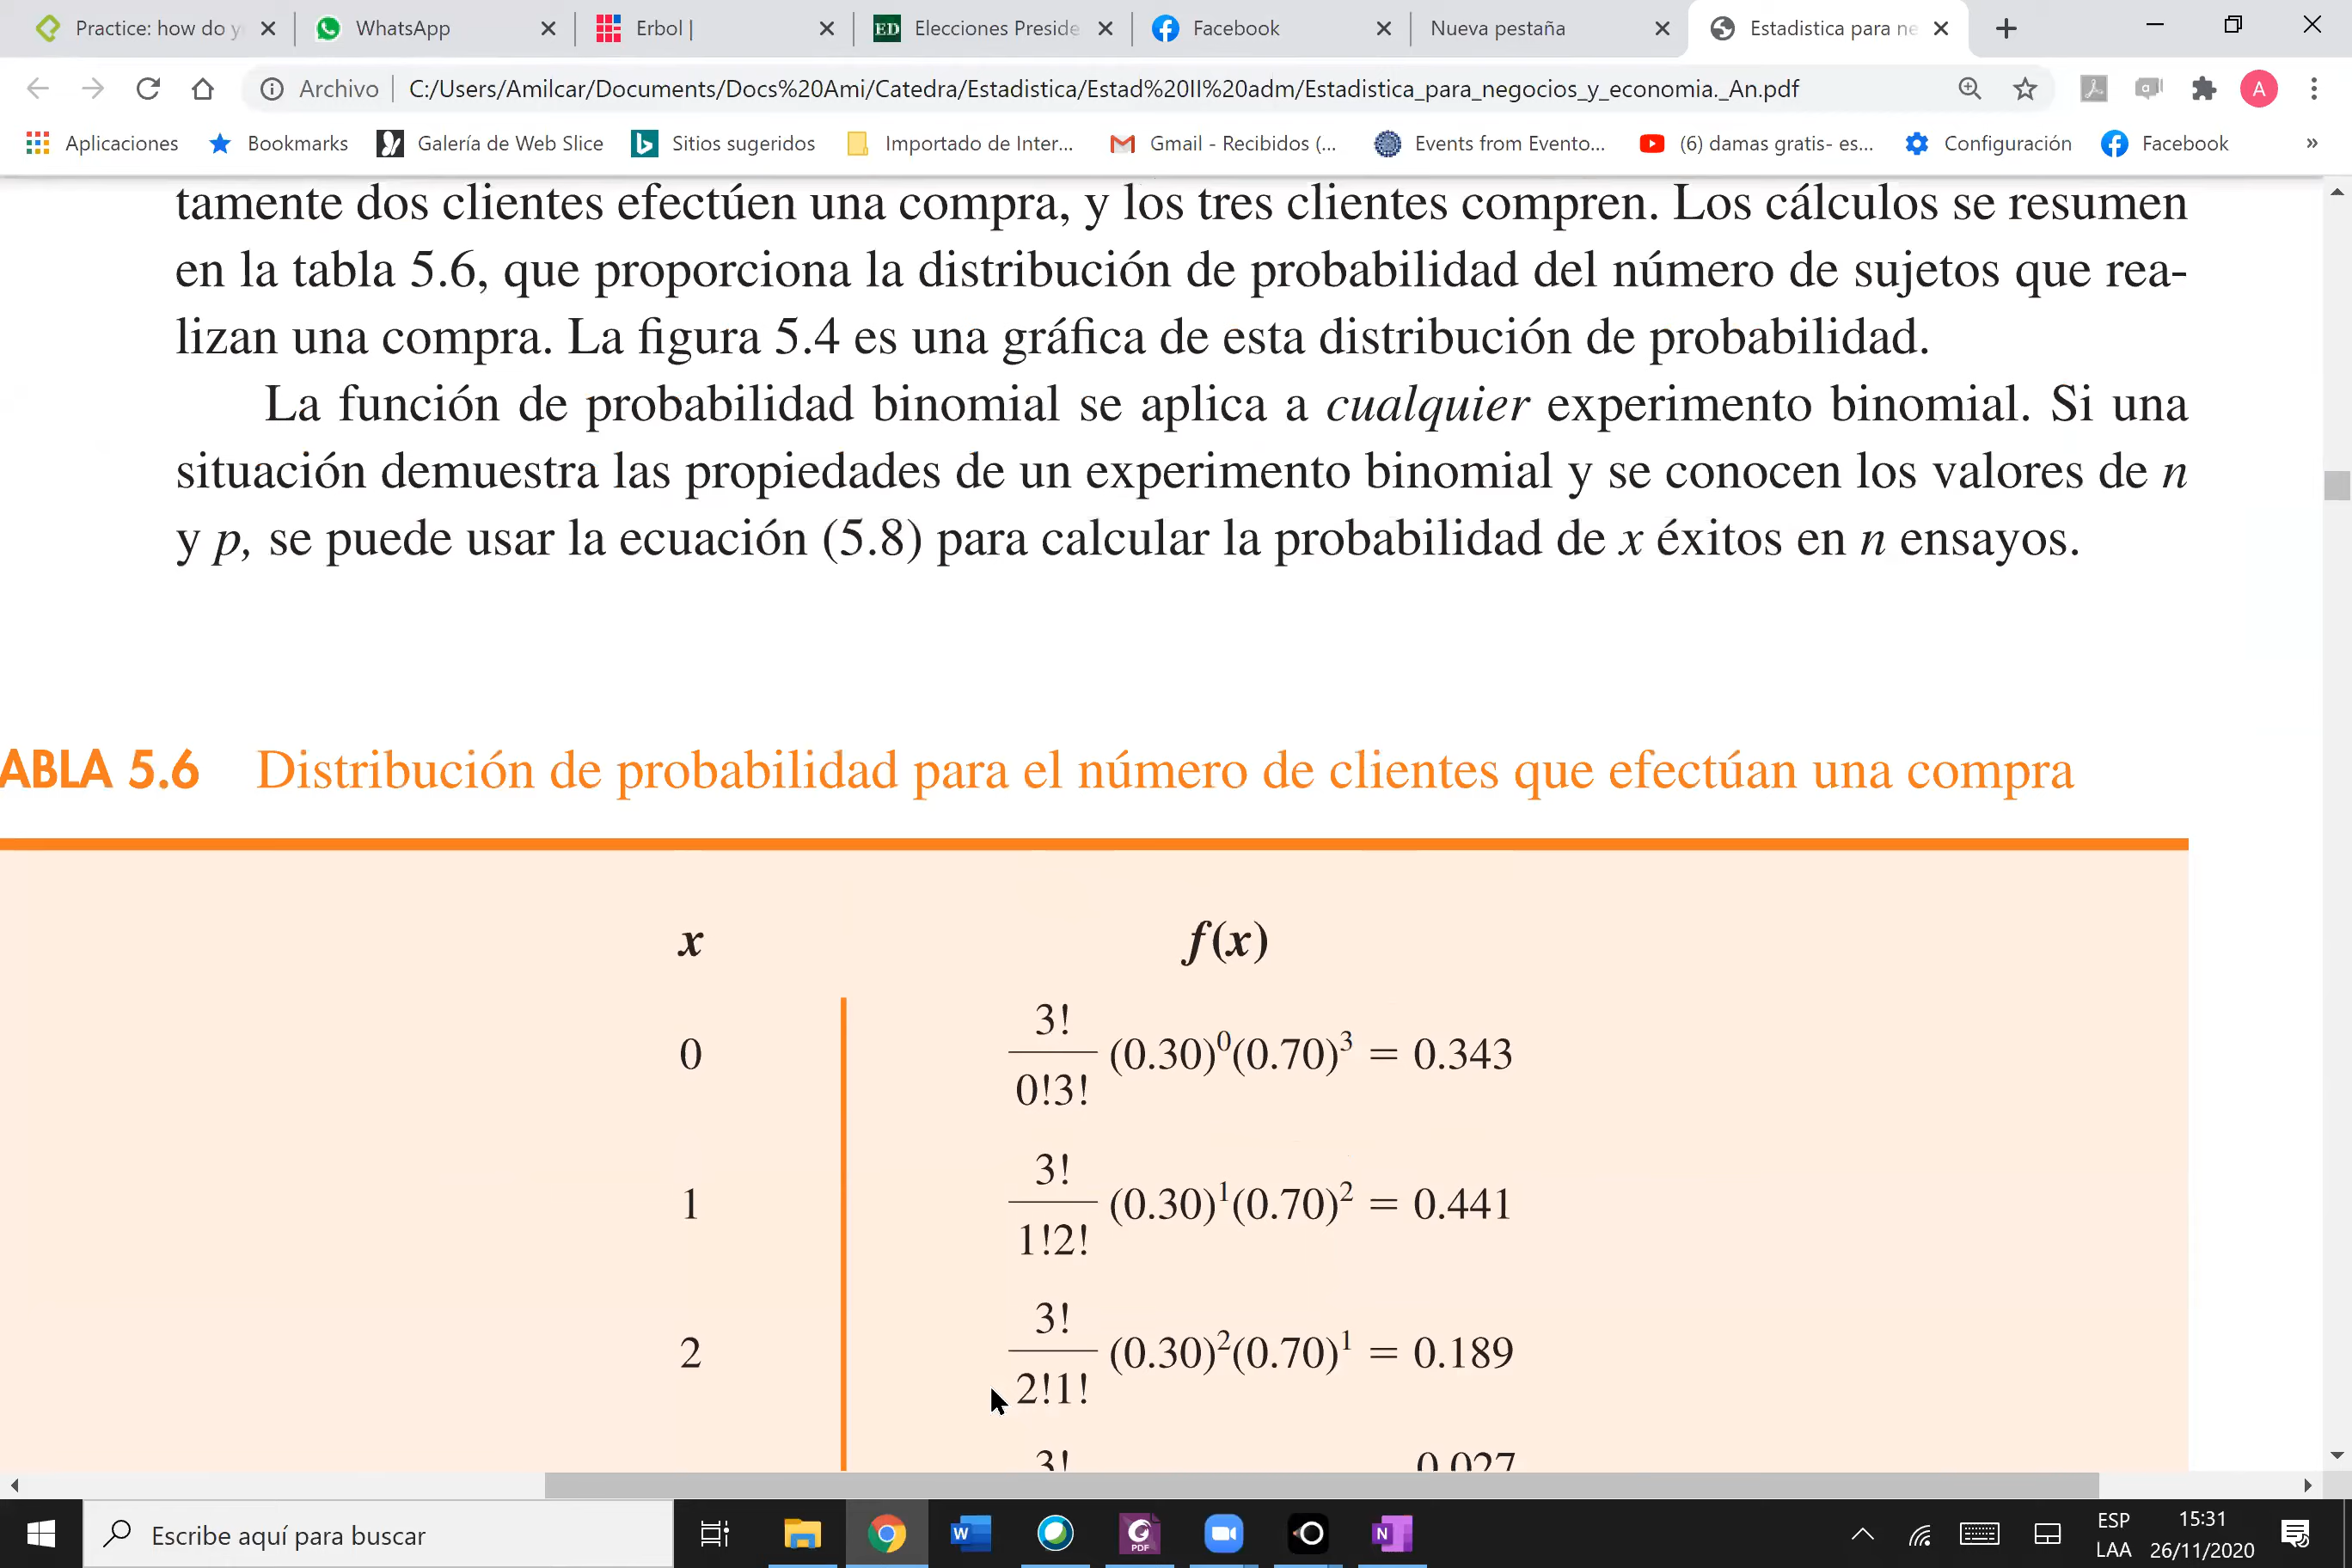 Practice: how do y
WhatsApp
Erbol |
Elecciones Preside
Facebook
Nueva pestaña
Estadistica para ne
Archivo
C:/Users/Amilcar/Documents/Docs%20Ami/Catedra/Estadistica/Estad%20II%20adm/Estadistica_para_negocios_y_economia._An.pdf
A
Aplicaciones
Bookmarks
Galería de Web Slice
Sitios sugeridos
Importado de Inter...
Gmail - Recibidos (...
Events from Evento...
(6) damas gratis- es...
Configuración
Facebook
»
tamente dos clientes efectúen una compra, y los tres clientes compren. Los cálculos se resumen
en la tabla 5.6, que proporciona la distribución de probabilidad del número de sujetos que rea-
lizan una compra. La figura 5.4 es una gráfica de esta distribución de probabilidad.
La función de probabilidad binomial se aplica a cualquier experimento binomial. Si una
situación demuestra las propiedades de un experimento binomial y se conocen los valores de n
y p, se puede usar la ecuación (5.8) para calcular la probabilidad de x éxitos en n ensayos.
ABLA 5.6 Distribución de probabilidad para el número de clientes que efectúan una compra
x f(x)
0 3!/0!3! (0.30)⁰(0.70)³ = 0.343
1 3!/1!2! (0.30)¹(0.70)² = 0.441
2 3!/2!1! (0.30)²(0.70)¹ = 0.189
3! 0.027
Escribe aquí para buscar
ESP
LAA
15:31
26/11/2020